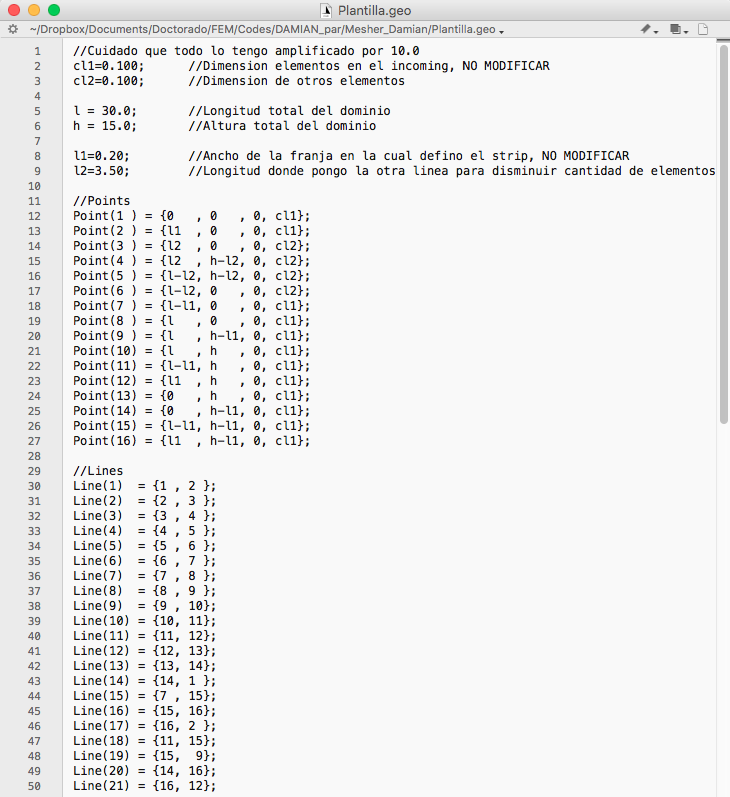 Plantilla.geo
~/Dropbox/Documents/Doctorado/FEM/Codes/DAMIAN_par/Mesher_Damian/Plantilla.geo
1 //Cuidado que todo lo tengo amplificado por 10.0
2 cl1=0.100;      //Dimension elementos en el incoming, NO MODIFICAR
3 cl2=0.100;      //Dimension de otros elementos
4
5 l = 30.0;       //Longitud total del dominio
6 h = 15.0;       //Altura total del dominio
7
8 l1=0.20;        //Ancho de la franja en la cual defino el strip, NO MODIFICAR
9 l2=3.50;        //Longitud donde pongo la otra linea para disminuir cantidad de elementos
10
11 //Points
12 Point(1 ) = {0   , 0   , 0, cl1};
13 Point(2 ) = {l1  , 0   , 0, cl1};
14 Point(3 ) = {l2  , 0   , 0, cl2};
15 Point(4 ) = {l2  , h-l2, 0, cl2};
16 Point(5 ) = {l-l2, h-l2, 0, cl2};
17 Point(6 ) = {l-l2, 0   , 0, cl2};
18 Point(7 ) = {l-l1, 0   , 0, cl1};
19 Point(8 ) = {l   , 0   , 0, cl1};
20 Point(9 ) = {l   , h-l1, 0, cl1};
21 Point(10) = {l   , h   , 0, cl1};
22 Point(11) = {l-l1, h   , 0, cl1};
23 Point(12) = {l1  , h   , 0, cl1};
24 Point(13) = {0   , h   , 0, cl1};
25 Point(14) = {0   , h-l1, 0, cl1};
26 Point(15) = {l-l1, h-l1, 0, cl1};
27 Point(16) = {l1  , h-l1, 0, cl1};
28
29 //Lines
30 Line(1)  = {1 , 2 };
31 Line(2)  = {2 , 3 };
32 Line(3)  = {3 , 4 };
33 Line(4)  = {4 , 5 };
34 Line(5)  = {5 , 6 };
35 Line(6)  = {6 , 7 };
36 Line(7)  = {7 , 8 };
37 Line(8)  = {8 , 9 };
38 Line(9)  = {9 , 10};
39 Line(10) = {10, 11};
40 Line(11) = {11, 12};
41 Line(12) = {12, 13};
42 Line(13) = {13, 14};
43 Line(14) = {14, 1 };
44 Line(15) = {7 , 15};
45 Line(16) = {15, 16};
46 Line(17) = {16, 2 };
47 Line(18) = {11, 15};
48 Line(19) = {15,  9};
49 Line(20) = {14, 16};
50 Line(21) = {16, 12};